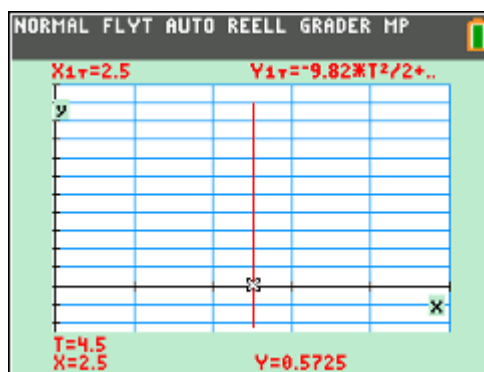 NORMAL FLYT AUTO REELL GRADER MP
X1T=2.5 Y1T=-9.82*T²/2+..
y
x
T=4.5
X=2.5 Y=0.5725